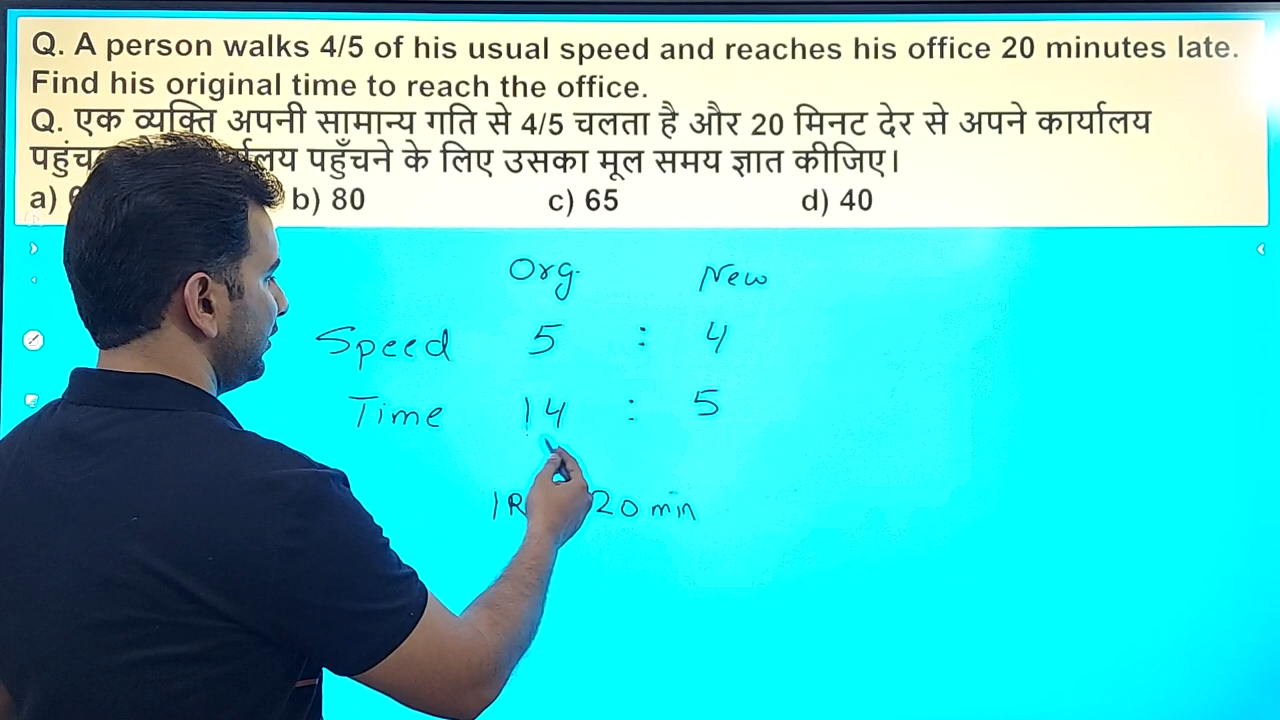 Q. A person walks 4/5 of his usual speed and reaches his office 20 minutes late.
Find his original time to reach the office.
Q. एक व्यक्ति अपनी सामान्य गति से 4/5 चलता है और 20 मिनट देर से अपने कार्यालय
पहुँचने के लिए उसका मूल समय ज्ञात कीजिए।
a) b) 80 c) 65 d) 40
Org. New
Speed 5 : 4
Time 14 : 5
1R 20 min